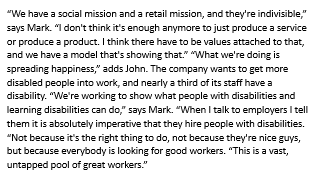 “We have a social mission and a retail mission, and they're indivisible,”
says Mark. “I don't think it's enough anymore to just produce a service
or produce a product. I think there have to be values attached to that,
and we have a model that's showing that.” “What we're doing is
spreading happiness,” adds John. The company wants to get more
disabled people into work, and nearly a third of its staff have a
disability. “We're working to show what people with disabilities and
learning disabilities can do,” says Mark. “When I talk to employers I tell
them it is absolutely imperative that they hire people with disabilities.
“Not because it's the right thing to do, not because they're nice guys,
but because everybody is looking for good workers. “This is a vast,
untapped pool of great workers.”